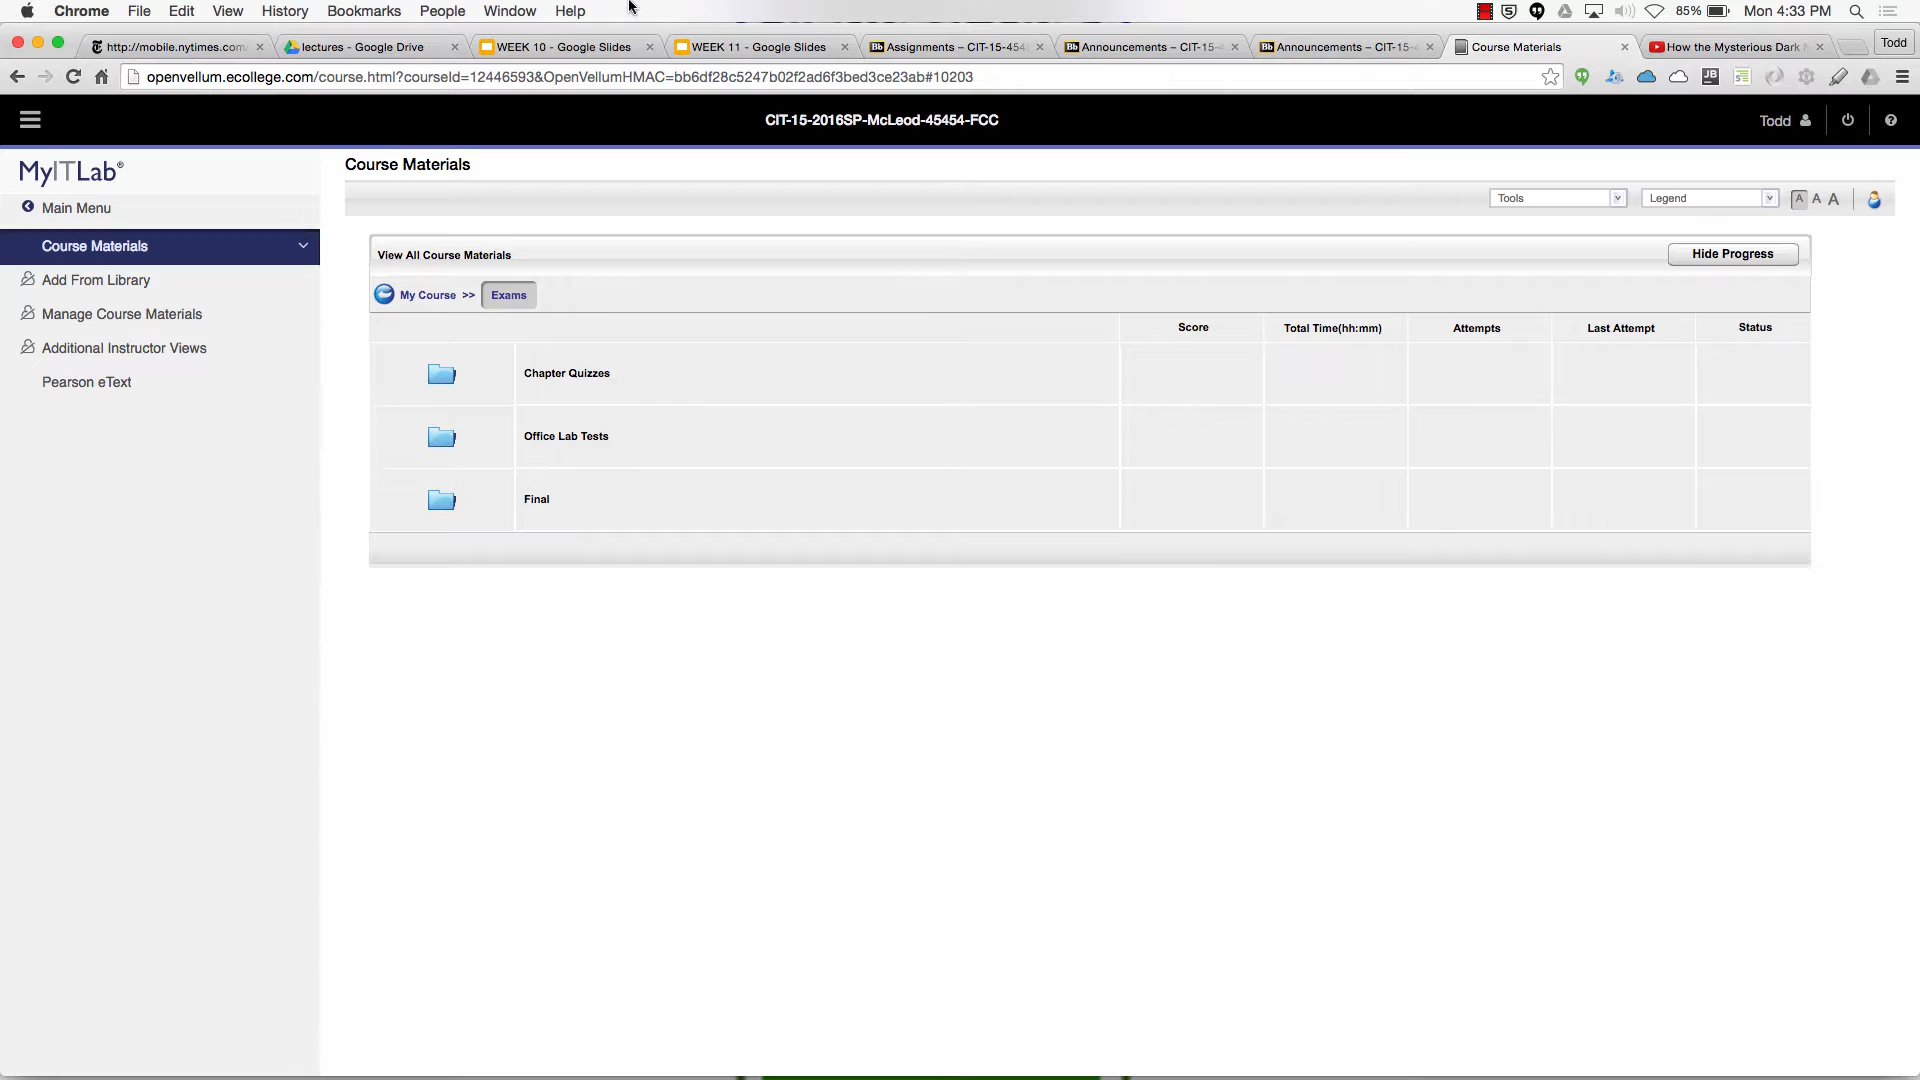 Chrome File Edit View History Bookmarks People Window Help 85% Mon 4:33 PM
http://mobile.nytimes.com lectures - Google Drive WEEK 10 - Google Slides WEEK 11 - Google Slides Bb Assignments – CIT-15-454 Bb Announcements – CIT-15-4 Bb Announcements – CIT-15- Course Materials How the Mysterious Dark Todd
openvellum.ecollege.com/course.html?courseId=12446593&OpenVellumHMAC=bb6df28c5247b02f2ad6f3bed3ce23ab#10203 JB
CIT-15-2016SP-McLeod-45454-FCC Todd
MyITLab®
Main Menu
Course Materials
Add From Library
Manage Course Materials
Additional Instructor Views
Pearson eText
Course Materials
Tools Legend A A A
View All Course Materials Hide Progress
My Course >> Exams
Score Total Time(hh:mm) Attempts Last Attempt Status
Chapter Quizzes
Office Lab Tests
Final